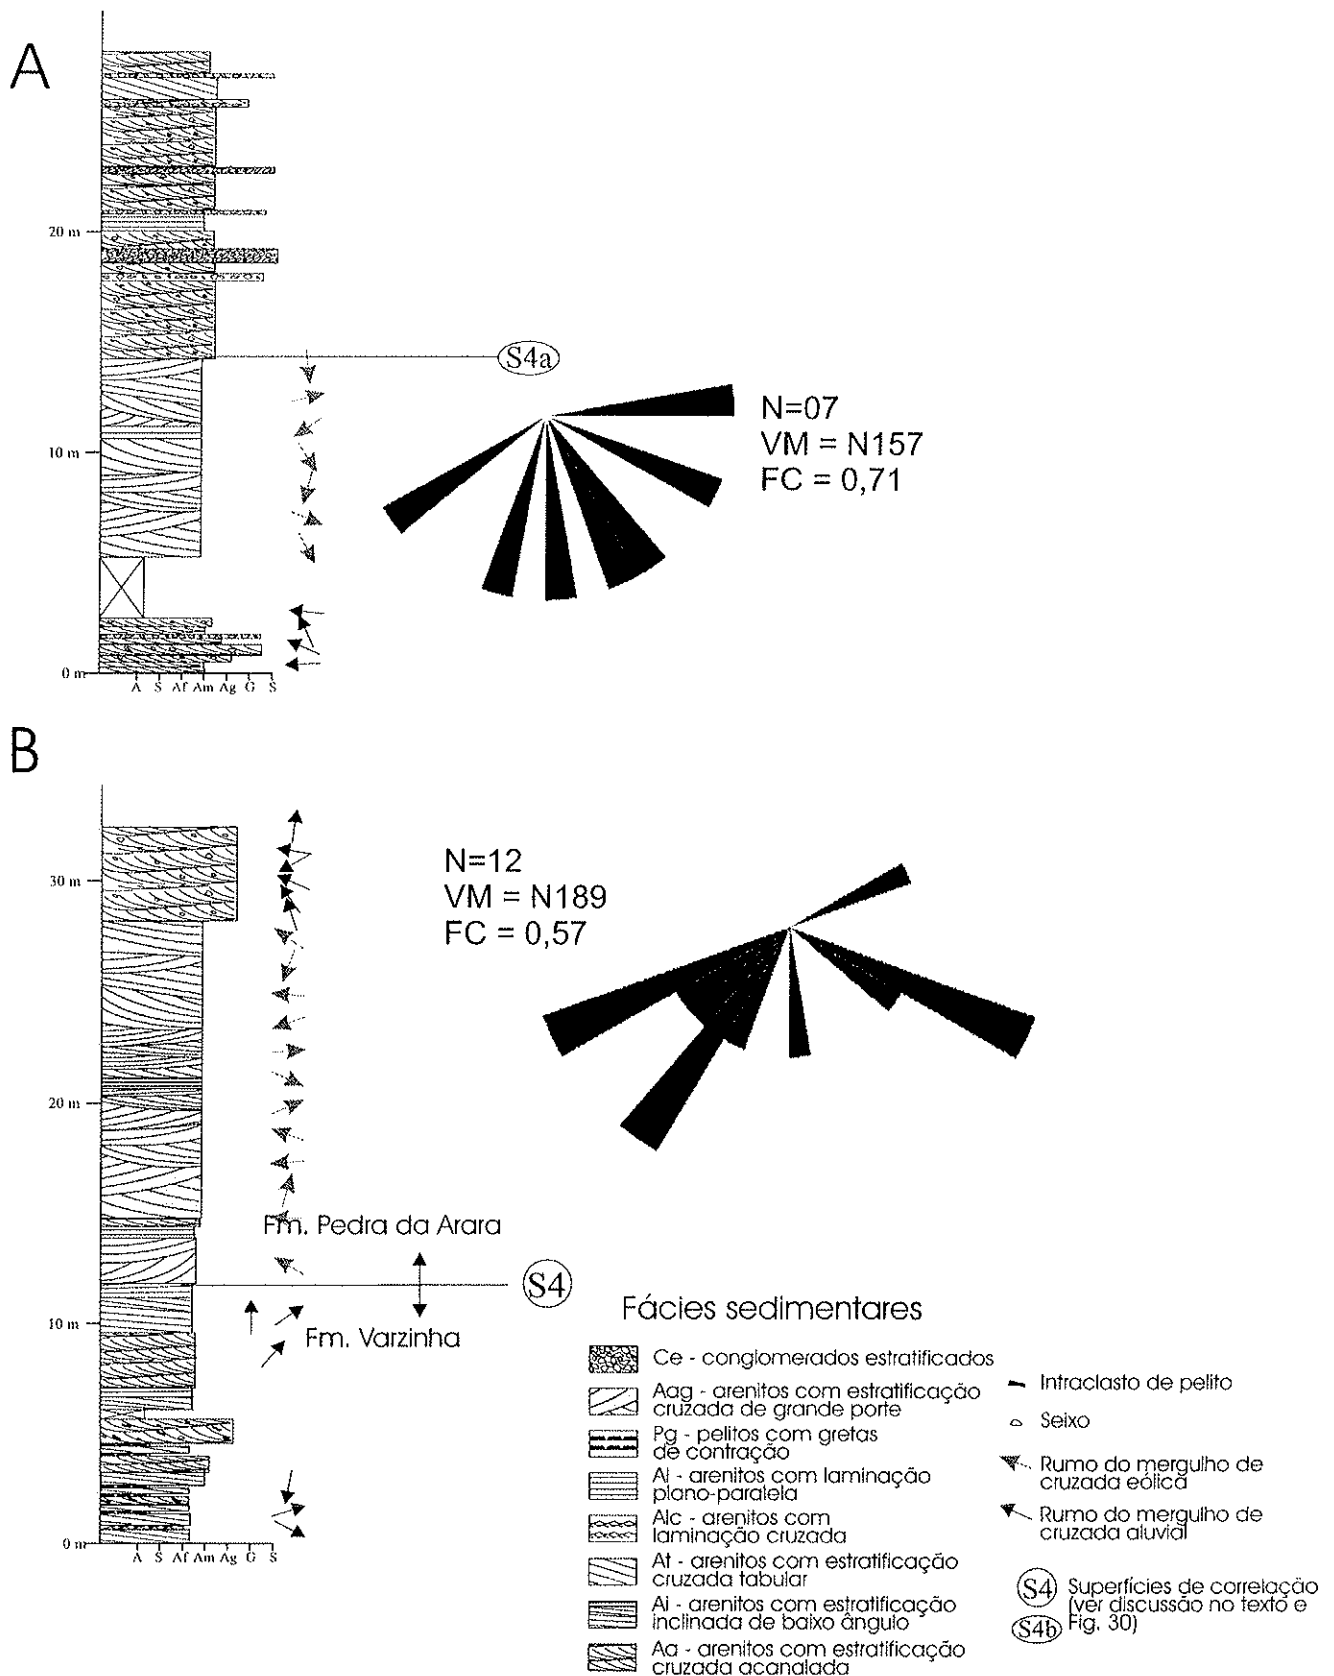 A
20 m
S4a
N=07
VM = N157
FC = 0,71
10 m
0 m
A S Af Am Ag G S
B
N=12
VM = N189
FC = 0,57
30 m
20 m
Fm. Pedra da Arara
S4
Fm. Varzinha
10 m
0 m
A S Af Am Ag G S
Fácies sedimentares
Ce - conglomerados estratificados
Aag - arenitos com estratificação
cruzada de grande porte
Pg - pelitos com gretas
de contração
Al - arenitos com laminação
plano-paralela
Alc - arenitos com
laminação cruzada
At - arenitos com estratificação
cruzada tabular
Ai - arenitos com estratificação
inclinada de baixo ângulo
Aa - arenitos com estratificação
cruzada acanalada
Intraclasto de pelito
Seixo
Rumo do mergulho de
cruzada eólica
Rumo do mergulho de
cruzada aluvial
S4
S4b
Superfícies de correlação
(ver discussão no texto e
Fig. 30)